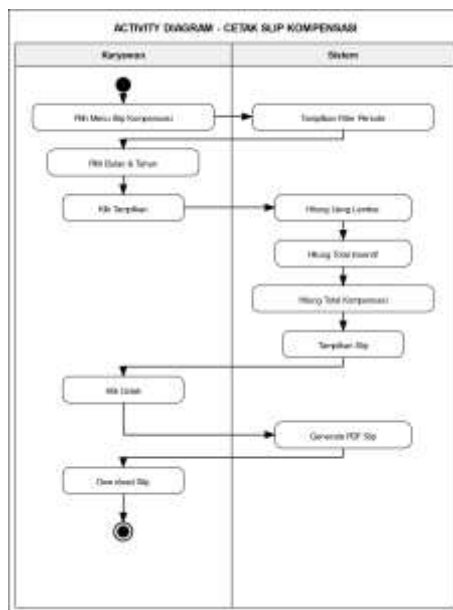 ACTIVITY DIAGRAM - CETAK SLIP KOMPENSASI
Karyawan
Sistem
Pilih Menu Slip Kompensasi
Tampilkan Filter Periode
Pilih Bulan & Tahun
Klik Tampilkan
Hitung Uang Lembur
Hitung Total Insentif
Hitung Total Kompensasi
Tampilkan Slip
Klik Cetak
Generate PDF Slip
Download Slip